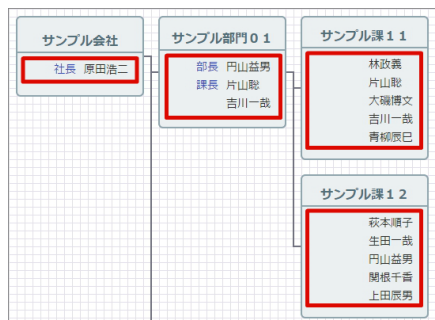 サンプル会社
社長 原田浩二
サンプル部門01
部長 円山益男
課長 片山聡
吉川一哉
サンプル課11
林政義
片山聡
大磯博文
吉川一哉
青柳辰巳
サンプル課12
萩本順子
生田一哉
円山益男
関根千香
上田辰男